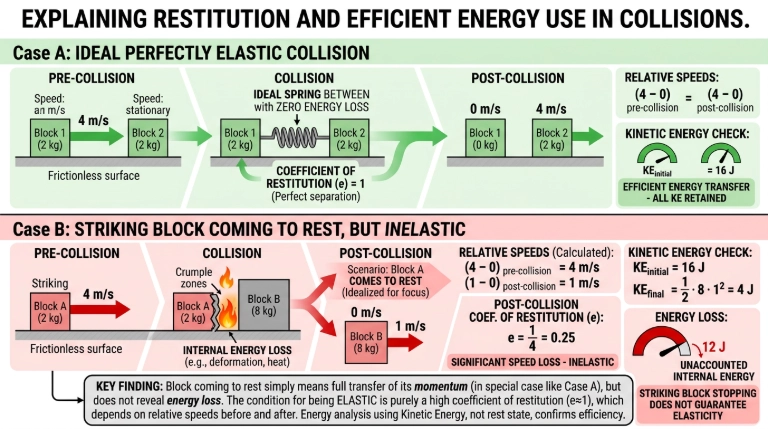 EXPLAINING RESTITUTION AND EFFICIENT ENERGY USE IN COLLISIONS.
Case A: IDEAL PERFECTLY ELASTIC COLLISION
PRE-COLLISION
Speed:
an m/s
4 m/s
Speed:
stationary
Block 1
(2 kg)
Block 2
(2 kg)
Frictionless surface
COLLISION
IDEAL SPRING BETWEEN
with ZERO ENERGY LOSS
Block 1
(2 kg)
Block 2
(2 kg)
COEFFICIENT OF
RESTITUTION (e) = 1
(Perfect separation)
POST-COLLISION
0 m/s
4 m/s
Block 1
(0 kg)
Block 2
(2 kg)
RELATIVE SPEEDS:
(4 – 0) = (4 – 0)
pre-collision post-collision
KINETIC ENERGY CHECK:
KEinitial = 16 J
EFFICIENT ENERGY TRANSFER
- ALL KE RETAINED
Case B: STRIKING BLOCK COMING TO REST, BUT INELASTIC
PRE-COLLISION
Striking
4 m/s
Block A
(2 kg)
Frictionless surface
COLLISION
Crumple
zones
Block A
(2 kg)
Block B
(8 kg)
INTERNAL ENERGY LOSS
(e.g., deformation, heat)
POST-COLLISION
Scenario: Block A
COMES TO REST
(Idealized for focus)
0 m/s
1 m/s
Block B
(8 kg)
RELATIVE SPEEDS (Calculated):
(4 – 0) pre-collision = 4 m/s
(1 – 0) post-collision = 1 m/s
POST-COLLISION
COEF. OF RESTITUTION (e):
e = 1/4 = 0.25
SIGNIFICANT SPEED LOSS - INELASTIC
KINETIC ENERGY CHECK:
KEinitial = 16 J
KEfinal = 1/2 · 8 · 1² = 4 J
ENERGY LOSS:
12 J
UNACCOUNTED
INTERNAL ENERGY
STRIKING BLOCK STOPPING
DOES NOT GUARANTEE
ELASTICITY
KEY FINDING: Block coming to rest simply means full transfer of its momentum (in special case like Case A), but
does not reveal energy loss. The condition for being ELASTIC is purely a high coefficient of restitution (e≈1), which
depends on relative speeds before and after. Energy analysis using Kinetic Energy, not rest state, confirms efficiency.